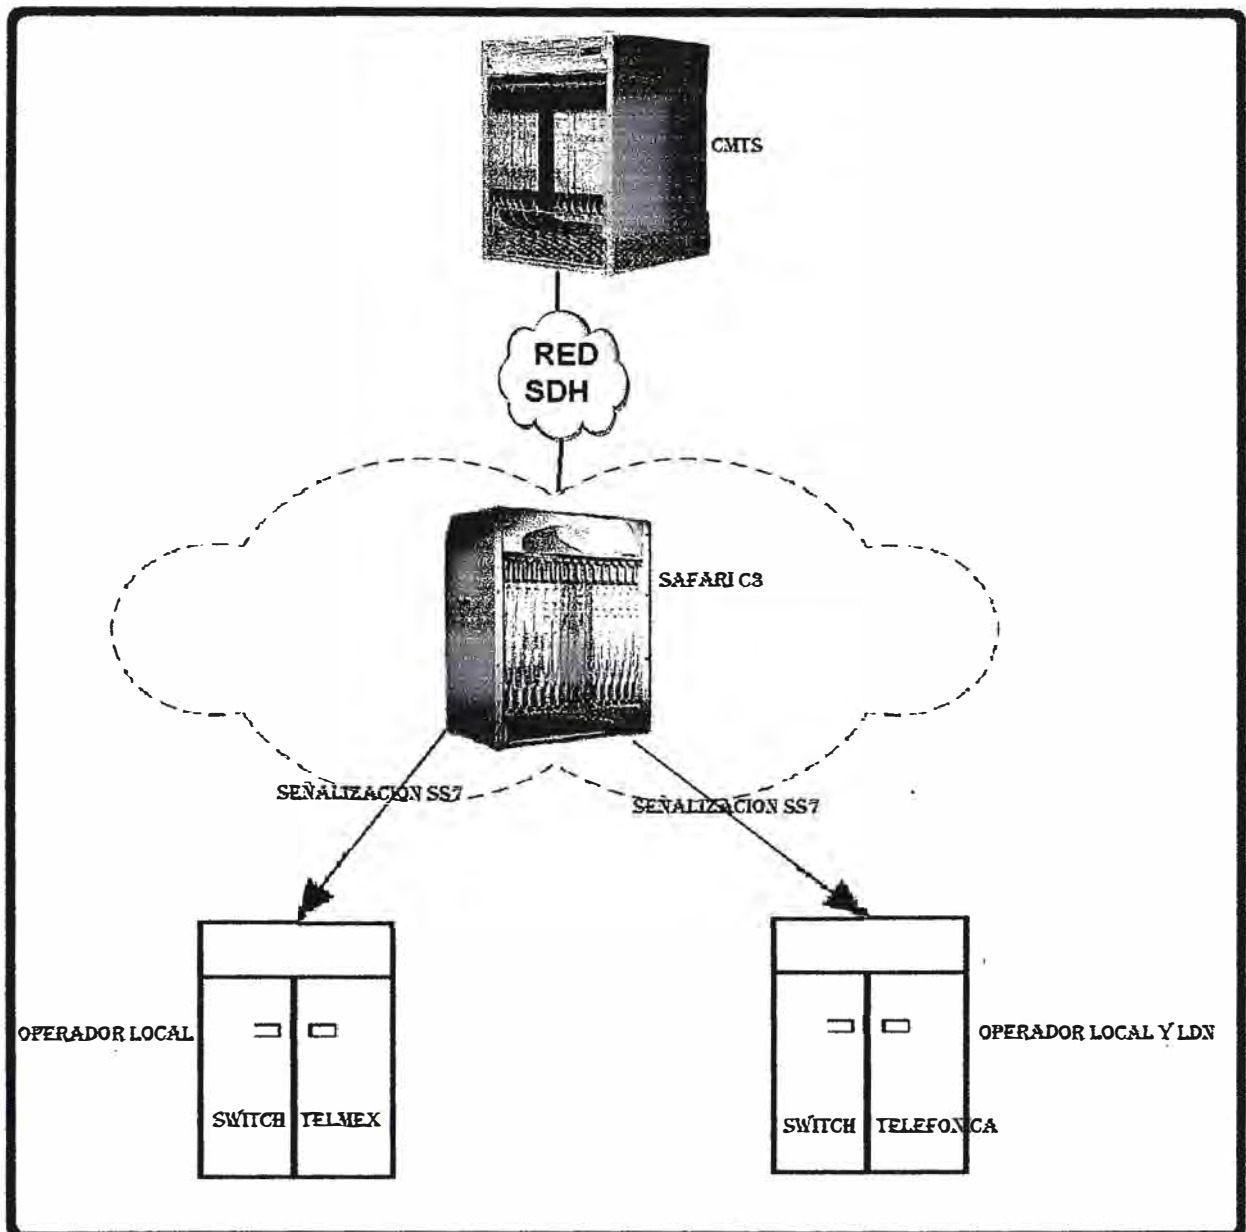 CMTS
RED
SDH
SAFARI C3
SEÑALIZACION SS7
SEÑALIZACION SS7
OPERADOR LOCAL
OPERADOR LOCAL Y LDN
SWITCH TELMEX
SWITCH TELEFONICA